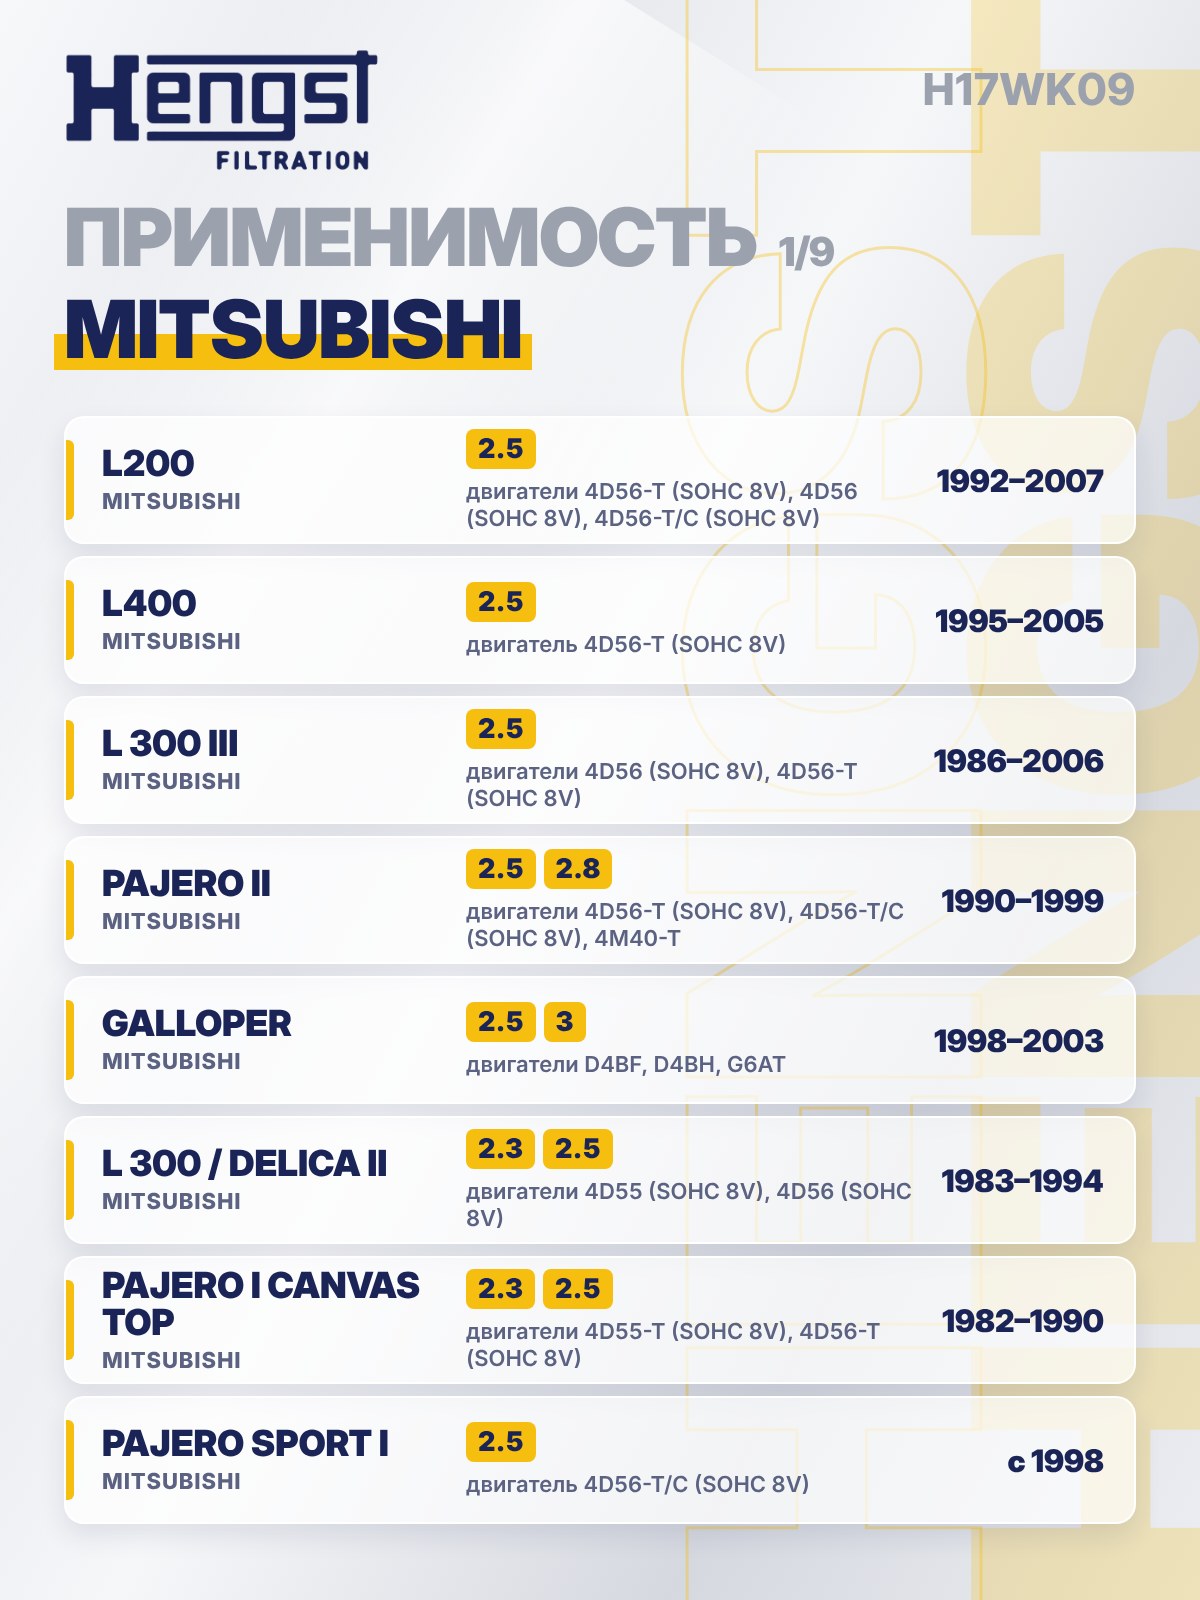 Hengst
FILTRATION
H17WK09
ПРИМЕНИМОСТЬ 1/9
MITSUBISHI
L200
MITSUBISHI
2.5
двигатели 4D56-T (SOHC 8V), 4D56
(SOHC 8V), 4D56-T/C (SOHC 8V)
1992–2007
L400
MITSUBISHI
2.5
двигатель 4D56-T (SOHC 8V)
1995–2005
L 300 III
MITSUBISHI
2.5
двигатели 4D56 (SOHC 8V), 4D56-T
(SOHC 8V)
1986–2006
PAJERO II
MITSUBISHI
2.5 2.8
двигатели 4D56-T (SOHC 8V), 4D56-T/C
(SOHC 8V), 4M40-T
1990–1999
GALLOPER
MITSUBISHI
2.5 3
двигатели D4BF, D4BH, G6AT
1998–2003
L 300 / DELICA II
MITSUBISHI
2.3 2.5
двигатели 4D55 (SOHC 8V), 4D56 (SOHC
8V)
1983–1994
PAJERO I CANVAS
TOP
MITSUBISHI
2.3 2.5
двигатели 4D55-T (SOHC 8V), 4D56-T
(SOHC 8V)
1982–1990
PAJERO SPORT I
MITSUBISHI
2.5
двигатель 4D56-T/C (SOHC 8V)
с 1998
HENGST
HENGST